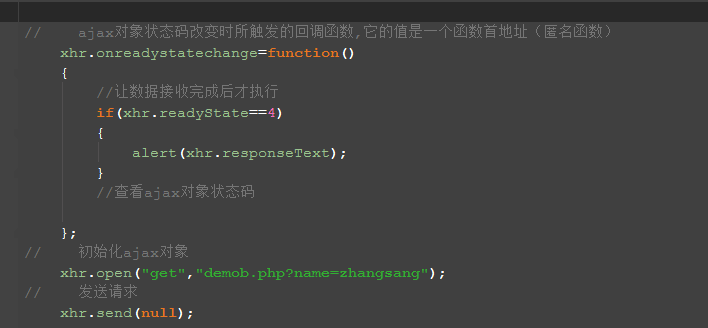 //    ajax对象状态码改变时所触发的回调函数,它的值是一个函数首地址（匿名函数）
xhr.onreadystatechange=function()
{
//让数据接收完成后才执行
if(xhr.readyState==4)
{
alert(xhr.responseText);
}
//查看ajax对象状态码
};
//    初始化ajax对象
xhr.open("get","demob.php?name=zhangsang");
//    发送请求
xhr.send(null);